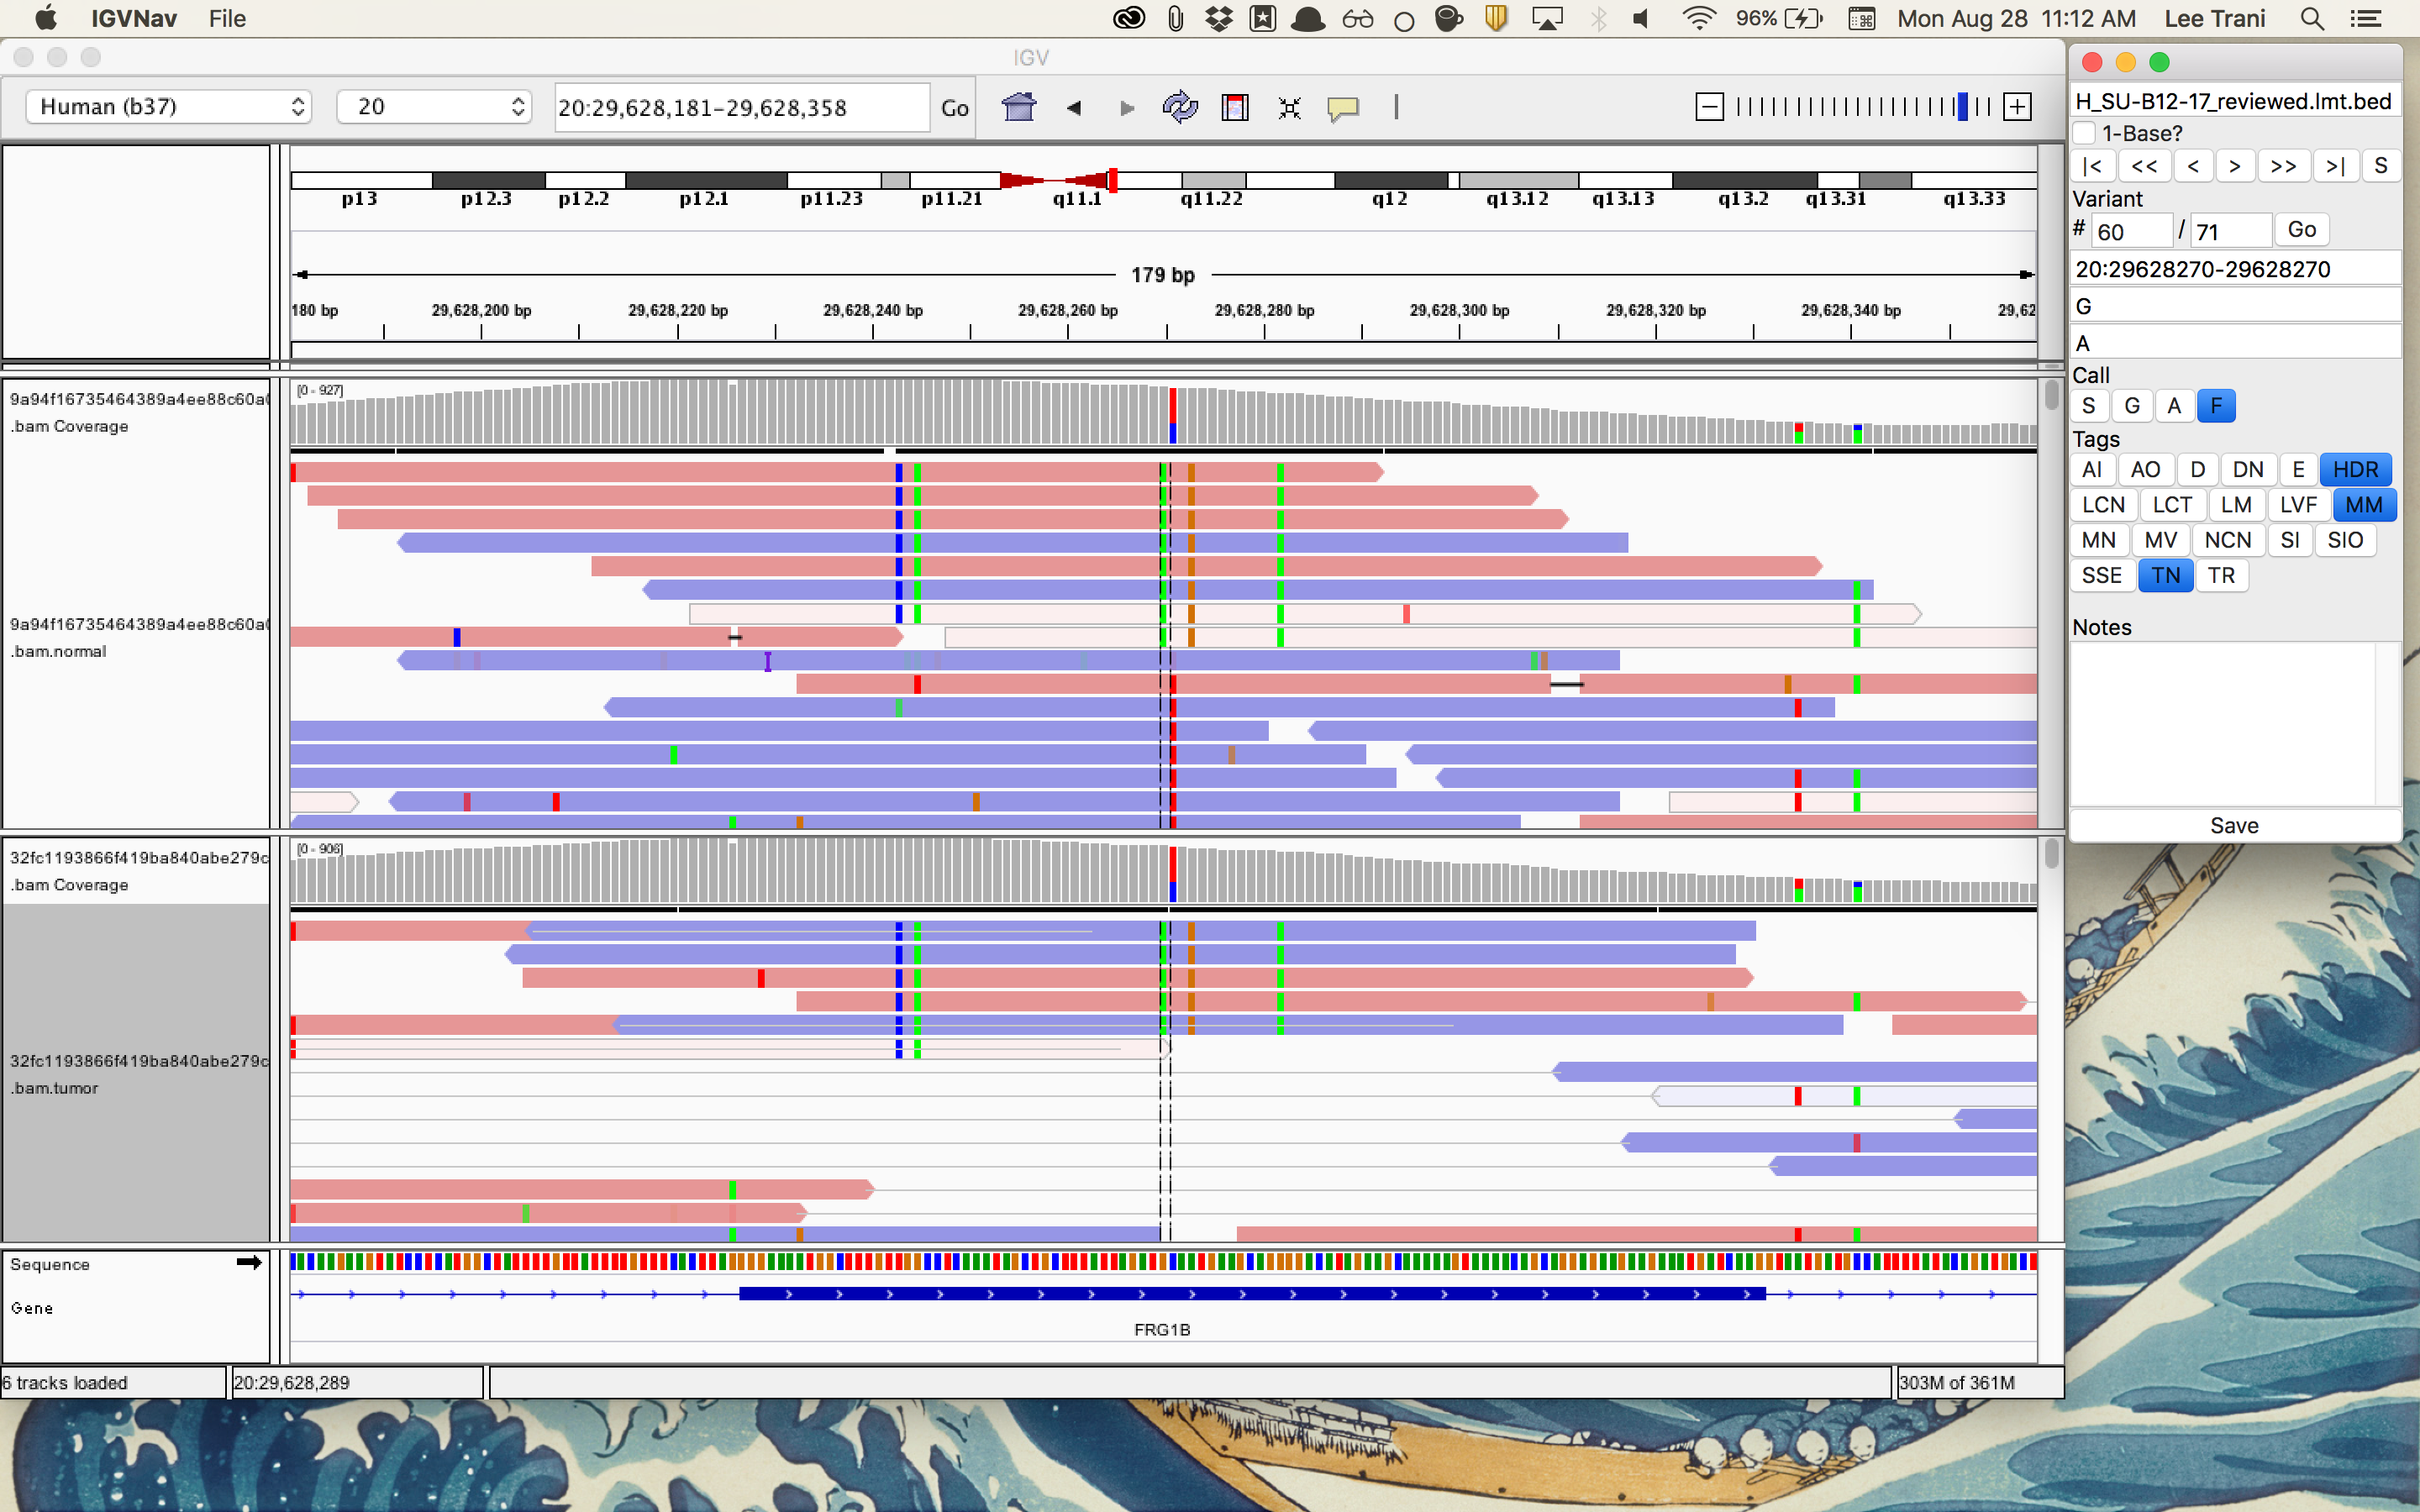 IGVNav File 96% Mon Aug 28 11:12 AM Lee Trani
IGV
Human (b37) 20 20:29,628,181-29,628,358 Go
p13 p12.3 p12.2 p12.1 p11.23 p11.21 q11.1 q11.22 q12 q13.12 q13.13 q13.2 q13.31 q13.33
179 bp
180 bp 29,628,200 bp 29,628,220 bp 29,628,240 bp 29,628,260 bp 29,628,280 bp 29,628,300 bp 29,628,320 bp 29,628,340 bp 29,62
[0 - 927]
9a94f16735464389a4ee88c60a
.bam Coverage
9a94f16735464389a4ee88c60a
.bam.normal
[0 - 906]
32fc1193866f419ba840abe279c
.bam Coverage
32fc1193866f419ba840abe279c
.bam.tumor
Sequence
Gene
FRG1B
6 tracks loaded 20:29,628,289 303M of 361M
H_SU-B12-17_reviewed.lmt.bed
1-Base?
|< << < > >> >| S
Variant
# 60 / 71 Go
20:29628270-29628270
G
A
Call
S G A F
Tags
AI AO D DN E HDR
LCN LCT LM LVF MM
MN MV NCN SI SIO
SSE TN TR
Notes
Save